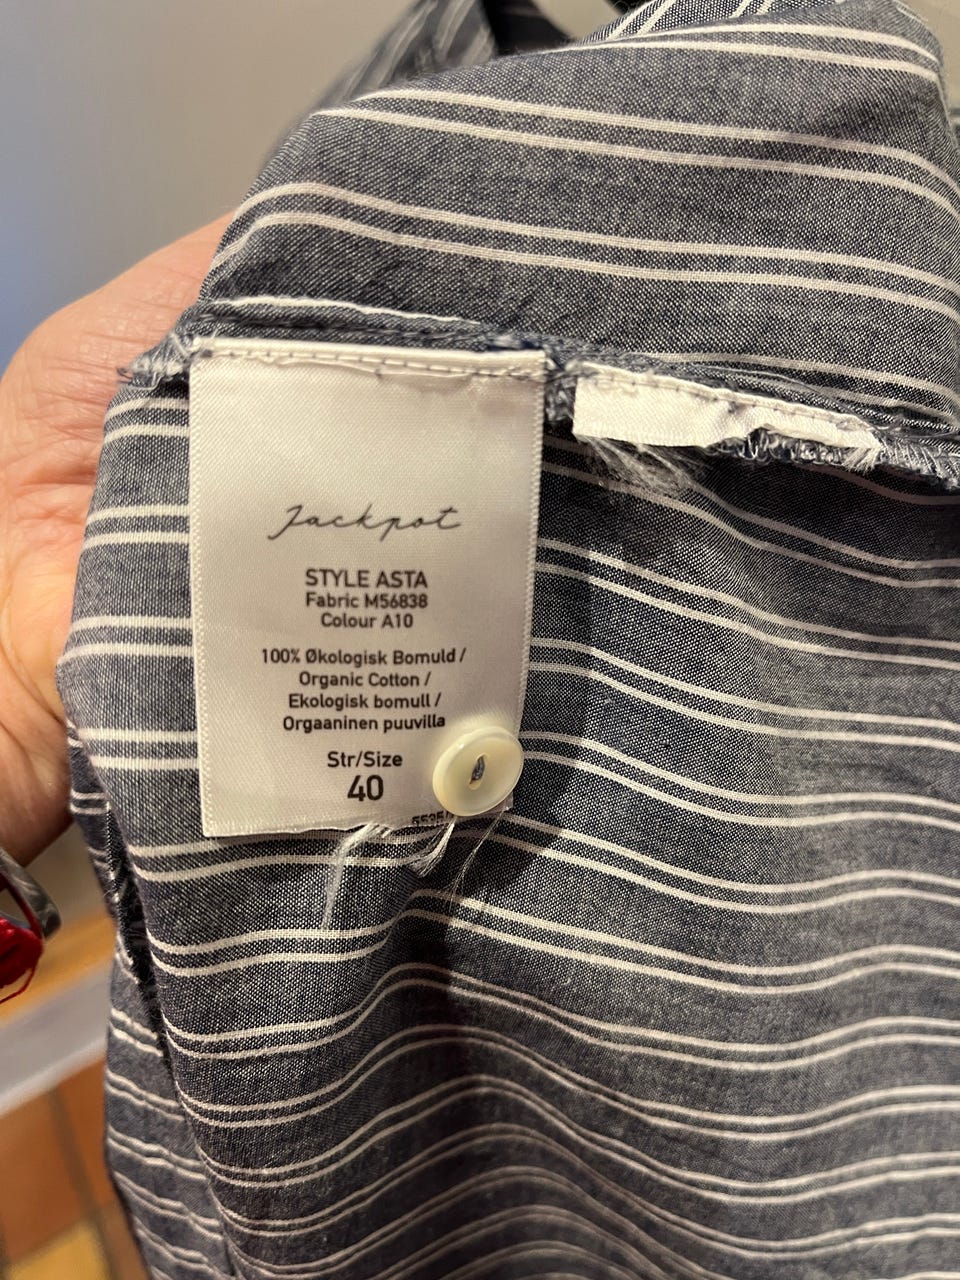 Jackpot
STYLE ASTA
Fabric M56838
Colour A10
100% Økologisk Bomuld /
Organic Cotton /
Ekologisk bomull /
Orgaaninen puuvilla
Str/Size
40